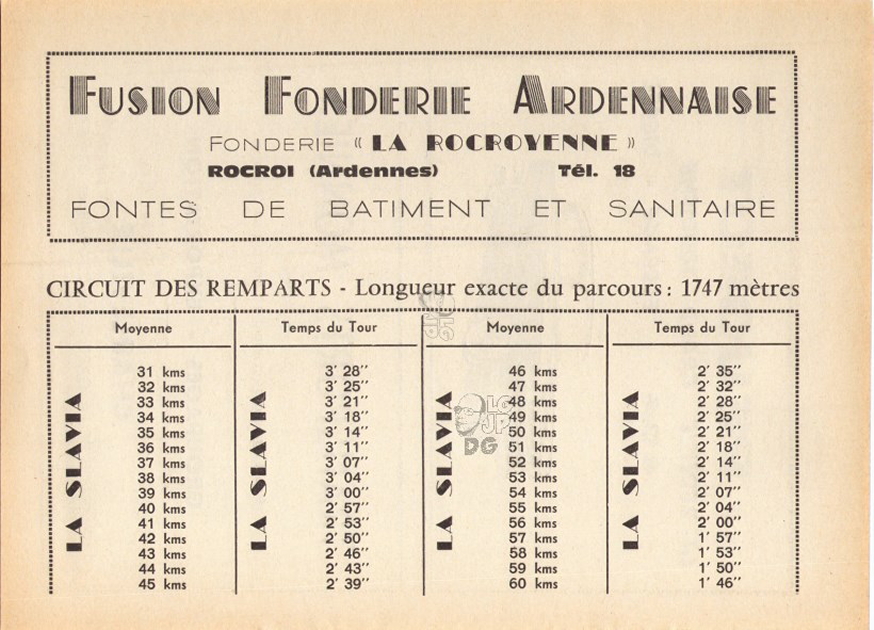 FUSION FONDERIE ARDENNAISE
FONDERIE « LA ROCROYENNE »
ROCROI (Ardennes) Tél. 18
FONTES DE BATIMENT ET SANITAIRE
CIRCUIT DES REMPARTS - Longueur exacte du parcours : 1747 mètres
Moyenne Temps du Tour Moyenne Temps du Tour
31 kms 3' 28'' 46 kms 2' 35''
32 kms 3' 25'' 47 kms 2' 32''
33 kms 3' 21'' 48 kms 2' 28''
34 kms 3' 18'' 49 kms 2' 25''
35 kms 3' 14'' 50 kms 2' 21''
36 kms 3' 11'' 51 kms 2' 18''
37 kms 3' 07'' 52 kms 2' 14''
38 kms 3' 04'' 53 kms 2' 11''
39 kms 3' 00'' 54 kms 2' 07''
40 kms 2' 57'' 55 kms 2' 04''
41 kms 2' 53'' 56 kms 2' 00''
42 kms 2' 50'' 57 kms 1' 57''
43 kms 2' 46'' 58 kms 1' 53''
44 kms 2' 43'' 59 kms 1' 50''
45 kms 2' 39'' 60 kms 1' 46''
LA SLAVIA
LA SLAVIA
LA SLAVIA
LA SLAVIA
LG
JP
DG